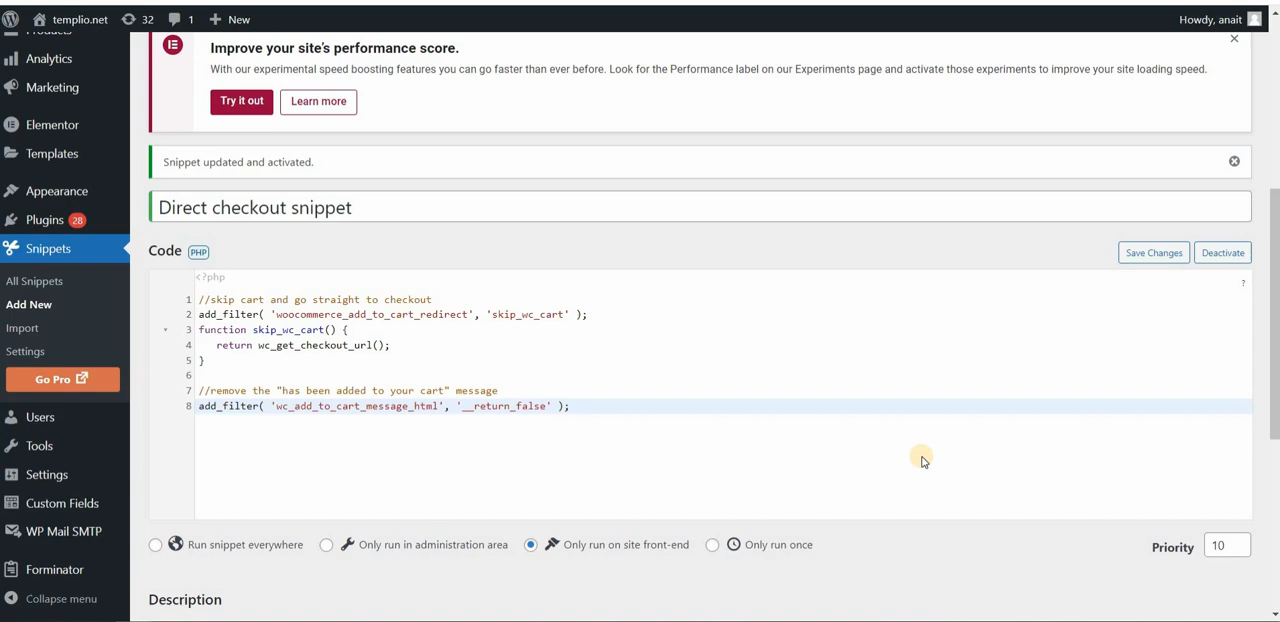 templio.net 32 1 New Howdy, anait
Products
Analytics
Marketing
Elementor
Templates
Appearance
Plugins 28
Snippets
All Snippets
Add New
Import
Settings
Go Pro
Users
Tools
Settings
Custom Fields
WP Mail SMTP
Forminator
Collapse menu
Improve your site's performance score.
With our experimental speed boosting features you can go faster than ever before. Look for the Performance label on our Experiments page and activate those experiments to improve your site loading speed.
Try it out Learn more
Snippet updated and activated.
Direct checkout snippet
Code PHP Save Changes Deactivate
<?php ?
1 //skip cart and go straight to checkout
2 add_filter( 'woocommerce_add_to_cart_redirect', 'skip_wc_cart' );
3 function skip_wc_cart() {
4 return wc_get_checkout_url();
5 }
6
7 //remove the "has been added to your cart" message
8 add_filter( 'wc_add_to_cart_message_html', '__return_false' );
Run snippet everywhere Only run in administration area Only run on site front-end Only run once Priority 10
Description